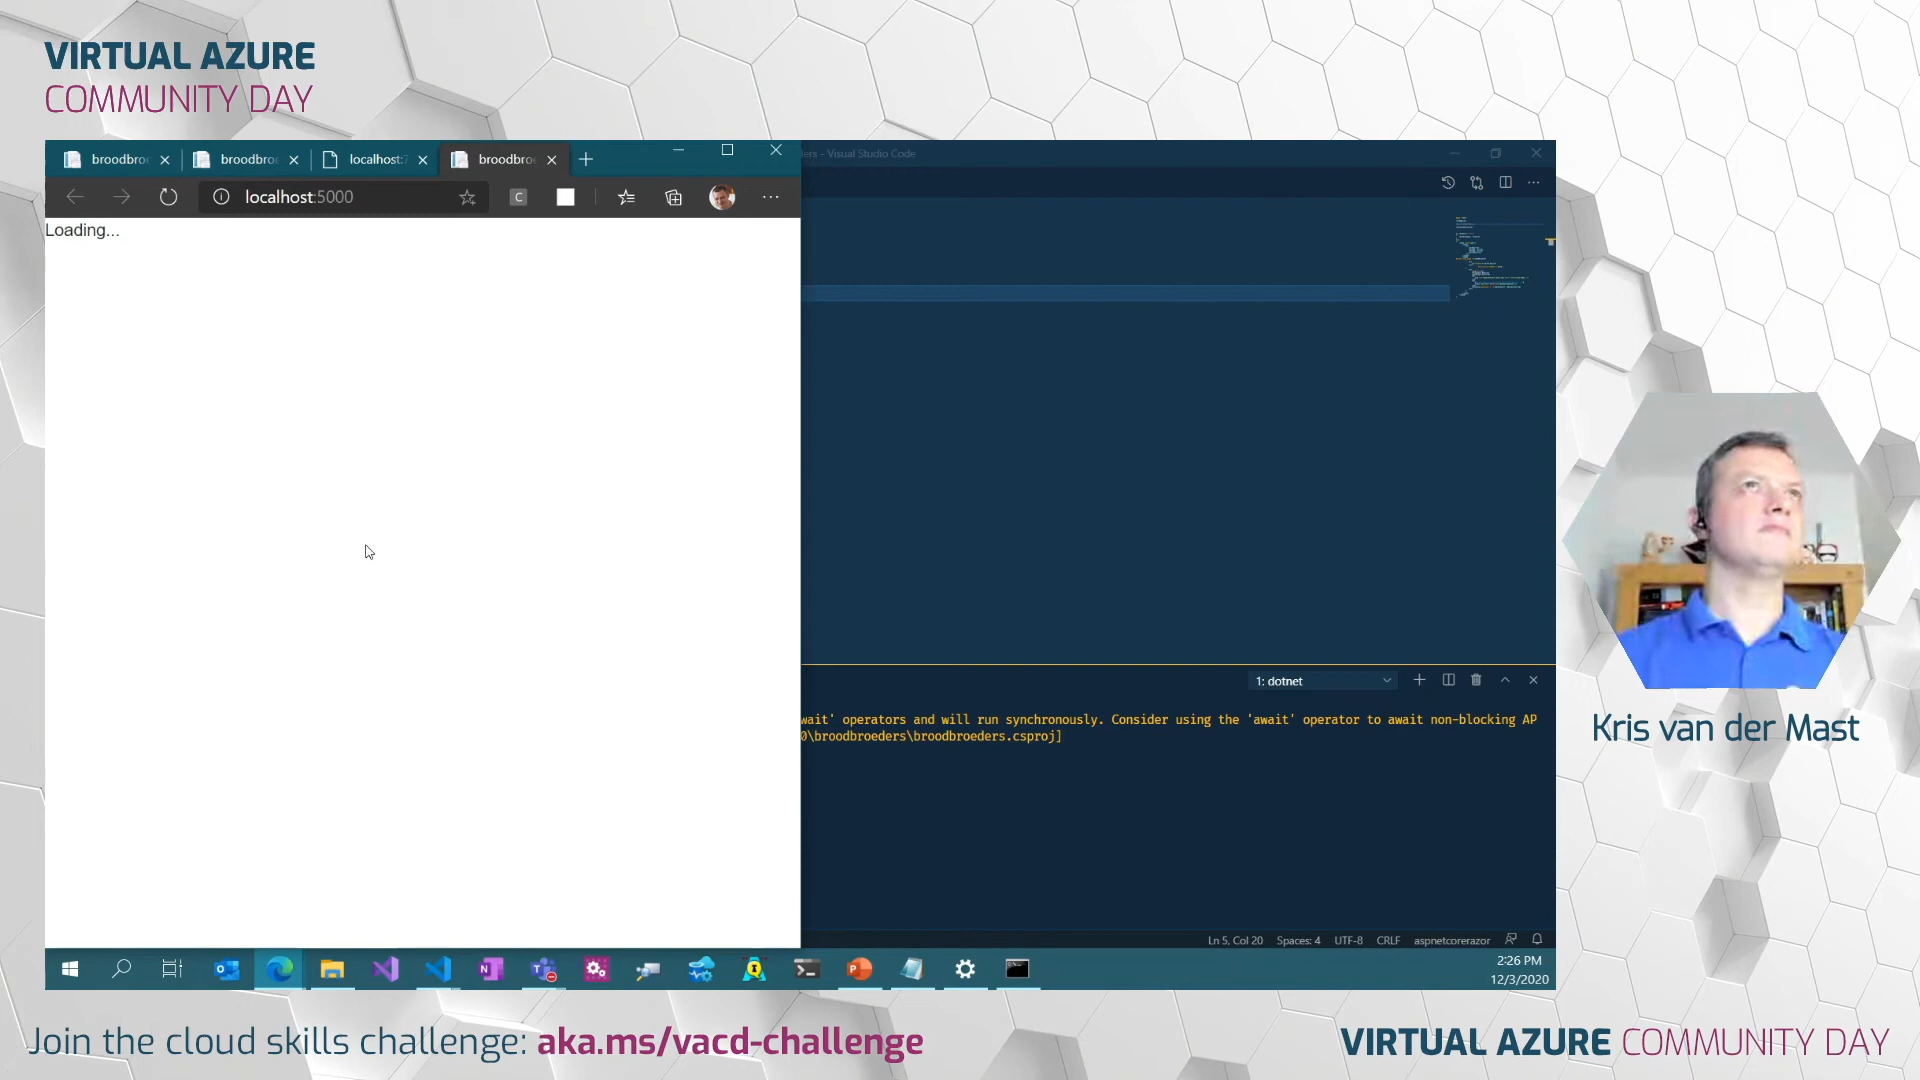 VIRTUAL AZURE
COMMUNITY DAY
broodbro
broodbro
localhost:
broodbro
ers - Visual Studio Code
localhost:5000
C
Loading...
1: dotnet
wait' operators and will run synchronously. Consider using the 'await' operator to await non-blocking AP
0\broodbroeders\broodbroeders.csproj]
Kris van der Mast
Ln 5, Col 20
Spaces: 4
UTF-8
CRLF
aspnetcorerazor
2:26 PM
12/3/2020
Join the cloud skills challenge: aka.ms/vacd-challenge
VIRTUAL AZURE COMMUNITY DAY